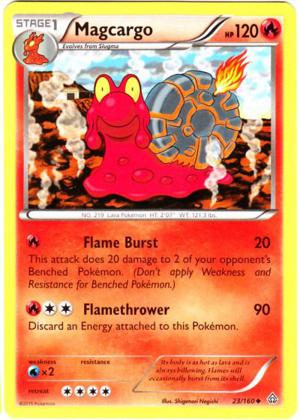 STAGE1
Magcargo
HP 120
Evolves from Slugma
NO. 219 Lava Pokémon HT: 2'07" WT: 121.3 lbs.
Flame Burst 20
This attack does 20 damage to 2 of your opponent's
Benched Pokémon. (Don't apply Weakness and
Resistance for Benched Pokémon.)
Flamethrower 90
Discard an Energy attached to this Pokémon.
weakness resistance
×2
retreat
Its body is as hot as lava and is always
billowing. Flames will occasionally
burst from its shell.
Illus. Shigenori Negishi
23/160
©2015 Pokémon